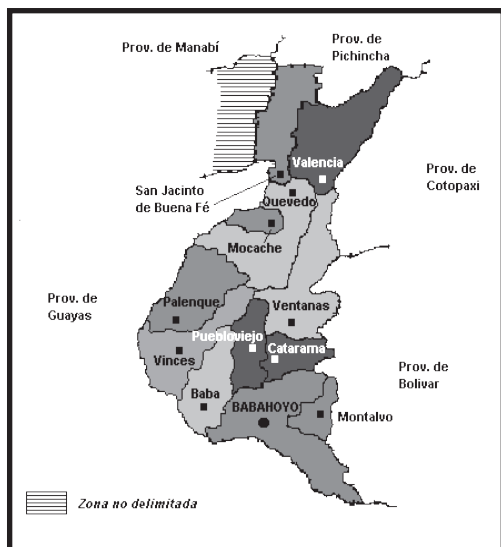 Prov. de Manabí
Prov. de
Pichincha
Valencia
Prov. de
Cotopaxi
San Jacinto
de Buena Fé
Quevedo
Mocache
Prov. de
Guayas
Palenque
Ventanas
Puebloviejo
Catarama
Vinces
Prov. de
Bolivar
Baba
BABAHOYO
Montalvo
Zona no delimitada